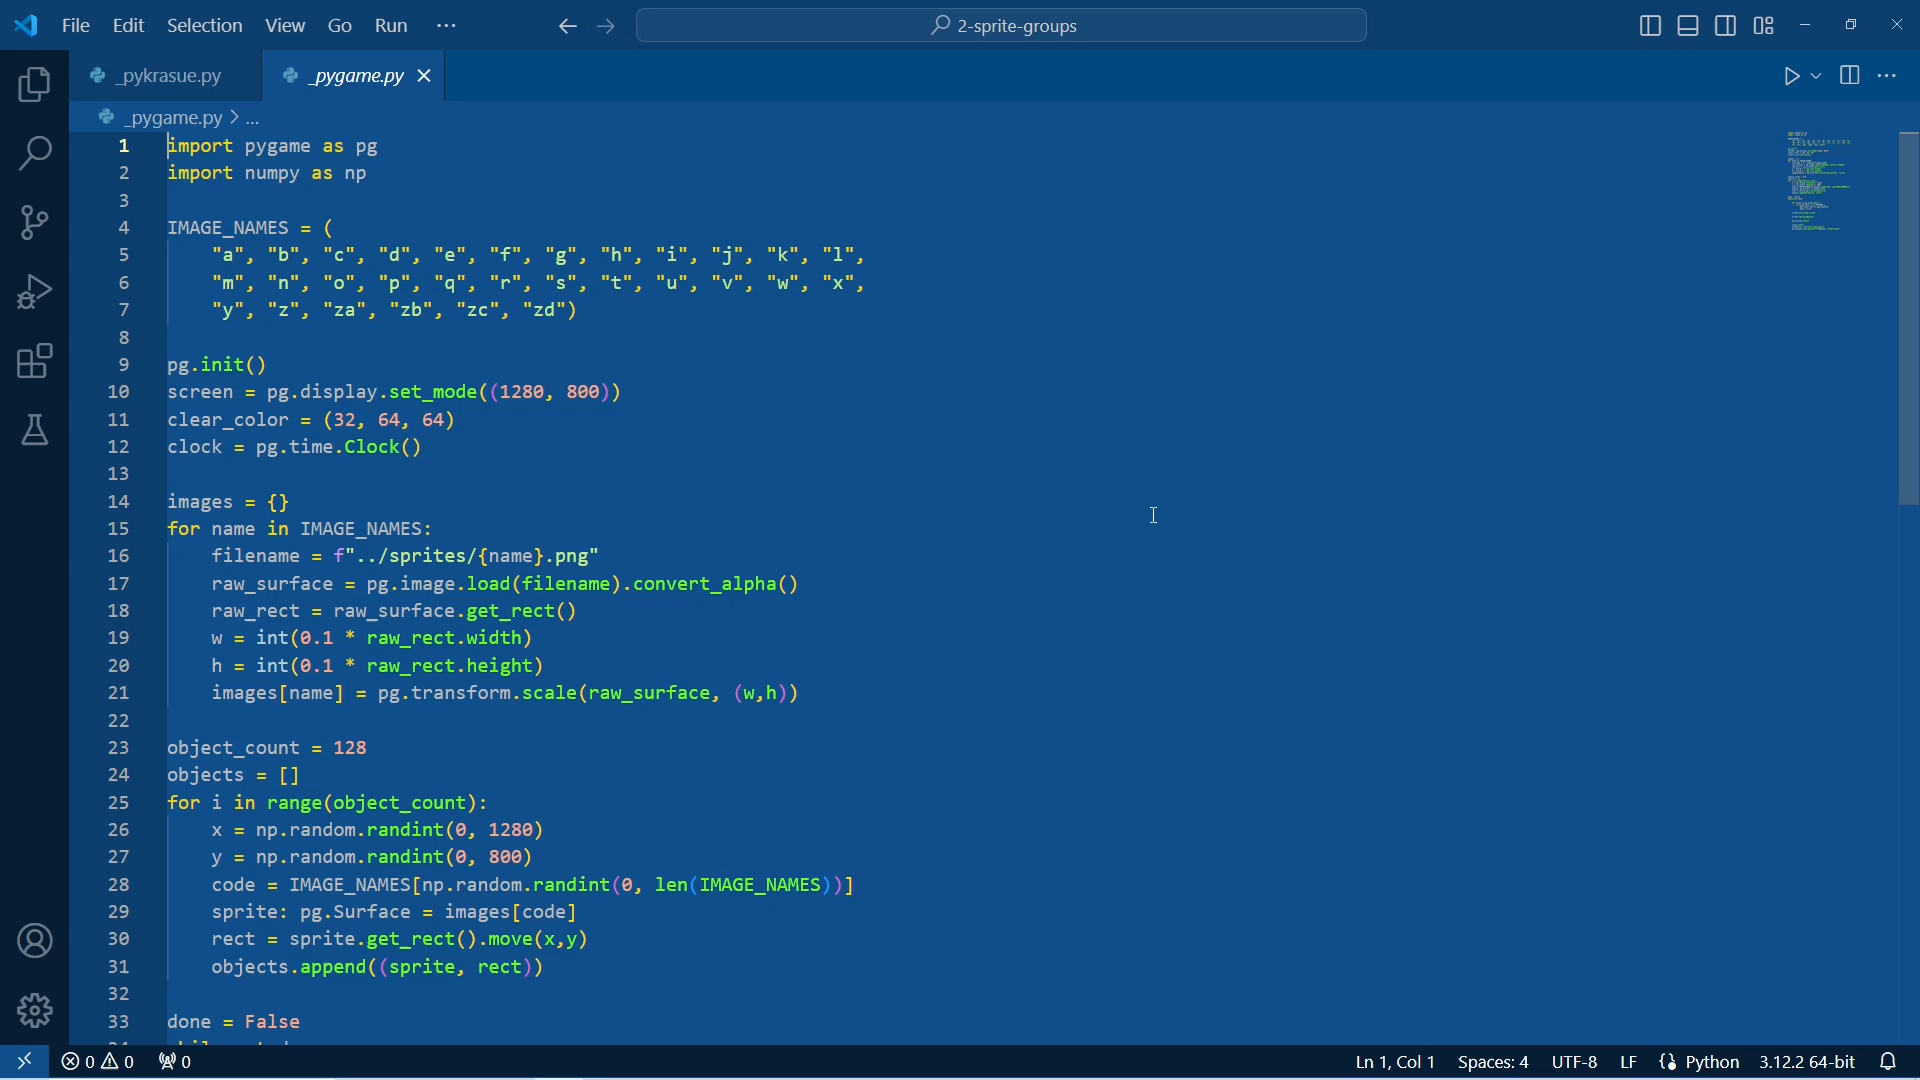 File Edit Selection View Go Run ···
2-sprite-groups
_pykrasue.py
_pygame.py
_pygame.py > ...
1 import pygame as pg
2 import numpy as np
3
4 IMAGE_NAMES = (
5 "a", "b", "c", "d", "e", "f", "g", "h", "i", "j", "k", "l",
6 "m", "n", "o", "p", "q", "r", "s", "t", "u", "v", "w", "x",
7 "y", "z", "za", "zb", "zc", "zd")
8
9 pg.init()
10 screen = pg.display.set_mode((1280, 800))
11 clear_color = (32, 64, 64)
12 clock = pg.time.Clock()
13
14 images = {}
15 for name in IMAGE_NAMES:
16 filename = f"../sprites/{name}.png"
17 raw_surface = pg.image.load(filename).convert_alpha()
18 raw_rect = raw_surface.get_rect()
19 w = int(0.1 * raw_rect.width)
20 h = int(0.1 * raw_rect.height)
21 images[name] = pg.transform.scale(raw_surface, (w,h))
22
23 object_count = 128
24 objects = []
25 for i in range(object_count):
26 x = np.random.randint(0, 1280)
27 y = np.random.randint(0, 800)
28 code = IMAGE_NAMES[np.random.randint(0, len(IMAGE_NAMES))]
29 sprite: pg.Surface = images[code]
30 rect = sprite.get_rect().move(x,y)
31 objects.append((sprite, rect))
32
33 done = False
0 0 0 Ln 1, Col 1 Spaces: 4 UTF-8 LF Python 3.12.2 64-bit